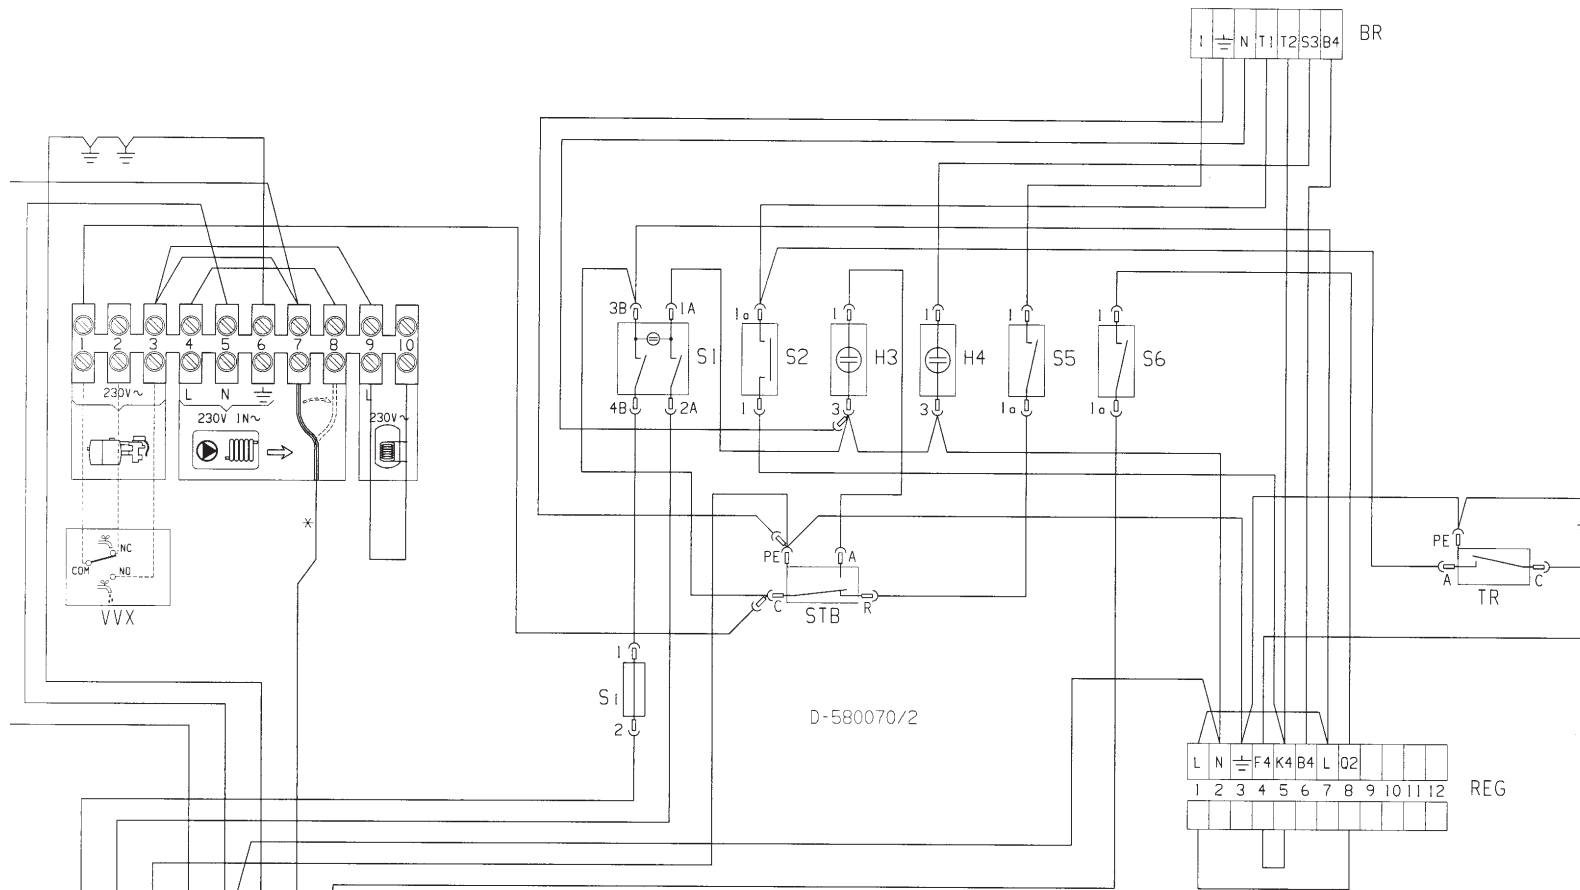 BR
1 N T1 T2 S3 B4
3B 1A 1a 1 1 1 1
S1 S2 H3 H4 S5 S6
4B 2A 1 3 3 1a 1a
1 2 3 4 5 6 7 8 9 10
230V~ L N L
230V 1N~ 230V~
*
NC
COM NO
VVX
PE A
C R
STB
PE
A C
TR
1
Si
2
D-580070/2
L N F4 K4 B4 L Q2
1 2 3 4 5 6 7 8 9 10 11 12 REG